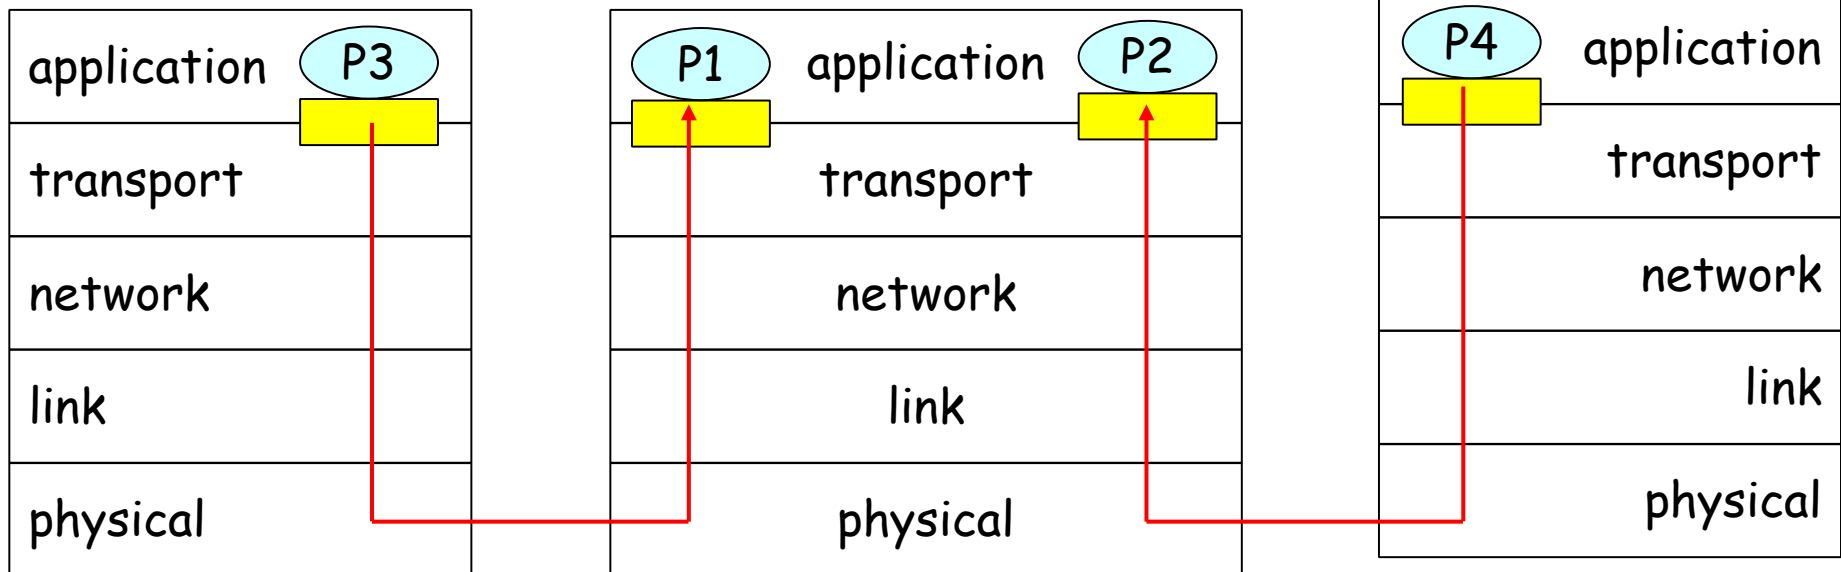 application
P3
transport
network
link
physical
P1
application
P2
transport
network
link
physical
P4
application
transport
network
link
physical